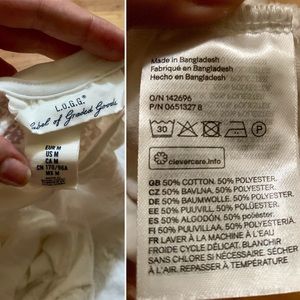 L.O.G.G.
Label of Graded Goods
EUR M
US M
CA M
CN 170/96A
MX M
Made in Bangladesh
Fabriqué en Bangladesh
Hecho en Bangladesh
O/N 142696
P/N 0651327 8
30
P
clevercare.info
GB 50% COTTON, 50% POLYESTER.
CZ 50% BAVLNA, 50% POLYESTER.
DE 50% BAUMWOLLE, 50% POLYESTER.
EE 50% PUUVILL, 50% POLYESTER.
ES 50% ALGODÓN, 50% poliéster.
FI 50% PUUVILLAA, 50% POLYESTERI
FR LAVER À LA MACHINE À L'EAU
FROIDE CYCLE DÉLICAT, BLANCHIR
SANS CHLORE SI NÉCESSAIRE, SÉCHER
À L'AIR. REPASSER À TEMPÉRATURE